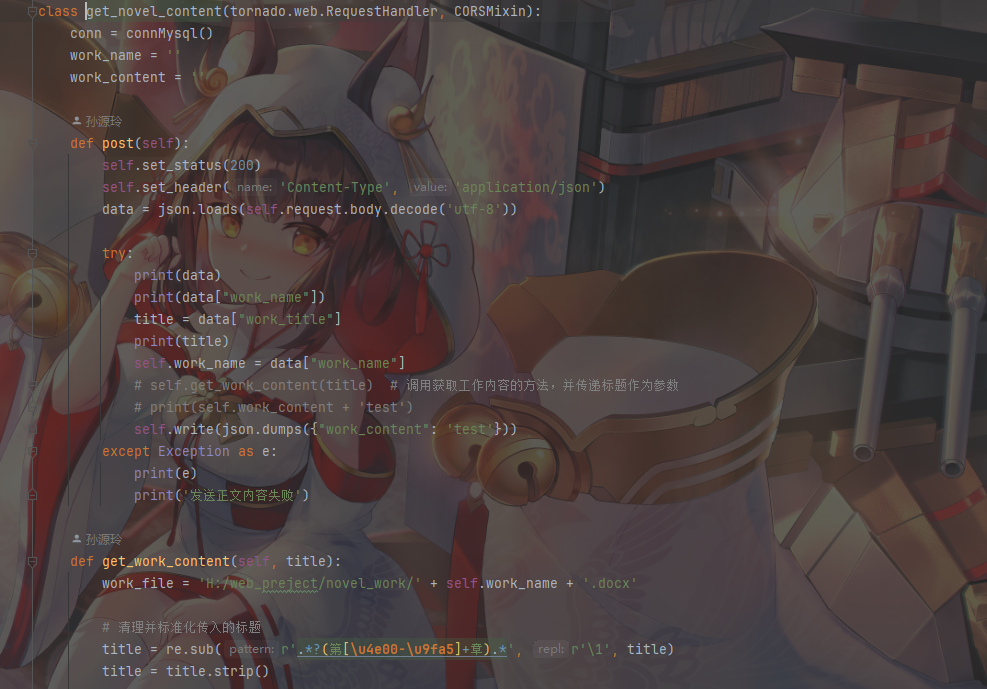 class get_novel_content(tornado.web.RequestHandler, CORSMixin):
conn = connMysql()
work_name = ''
work_content = ''
孙源玲
def post(self):
self.set_status(200)
self.set_header( name: 'Content-Type', value: 'application/json')
data = json.loads(self.request.body.decode('utf-8'))
try:
print(data)
print(data["work_name"])
title = data["work_title"]
print(title)
self.work_name = data["work_name"]
# self.get_work_content(title)  # 调用获取工作内容的方法，并传递标题作为参数
# print(self.work_content + 'test')
self.write(json.dumps({"work_content": 'test'}))
except Exception as e:
print(e)
print('发送正文内容失败')
孙源玲
def get_work_content(self, title):
work_file = 'H:/web_preject/novel_work/' + self.work_name + '.docx'
# 清理并标准化传入的标题
title = re.sub( pattern: r'.*?(第[\u4e00-\u9fa5]+章).*', repl: r'\1', title)
title = title.strip()